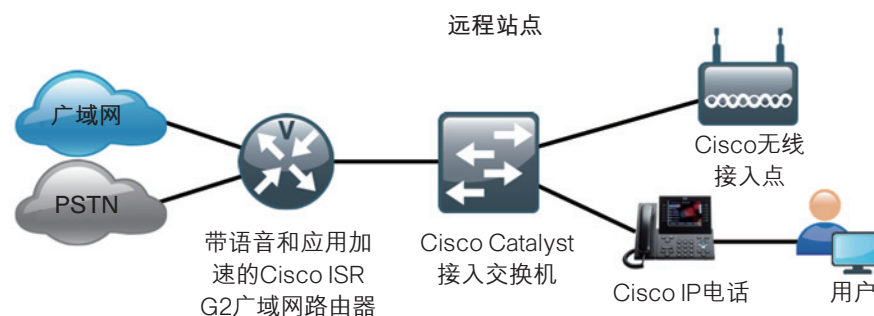 远程站点
广域网
PSTN
V
带语音和应用加
速的Cisco ISR
G2广域网路由器
Cisco Catalyst
接入交换机
Cisco无线
接入点
Cisco IP电话
用户